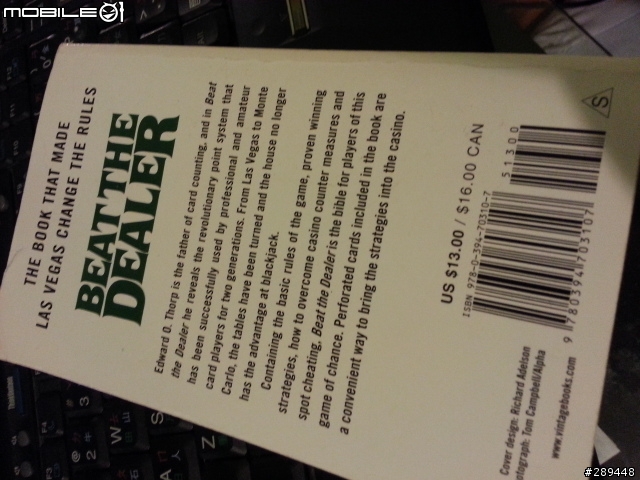 MOBILE01
THE BOOK THAT MADE
LAS VEGAS CHANGE THE RULES
BEAT THE
DEALER
Edward O. Thorp is the father of card counting, and in Beat
the Dealer he reveals the revolutionary point system that
has been successfully used by professional and amateur
card players for two generations. From Las Vegas to Monte
Carlo, the tables have been turned and the house no longer
has the advantage at blackjack.
Containing the basic rules of the game, proven winning
strategies, how to overcome casino counter measures and
spot cheating, Beat the Dealer is the bible for players of this
game of chance. Perforated cards included in the book are
a convenient way to bring the strategies into the casino.
US $13.00 / $16.00 CAN
ISBN 978-0-394-70310-7
51300
9 780394 703107
S
Cover design: Richard Adelson
Photograph: Tom Campbell/Alpha
www.vintagebooks.com
#289448